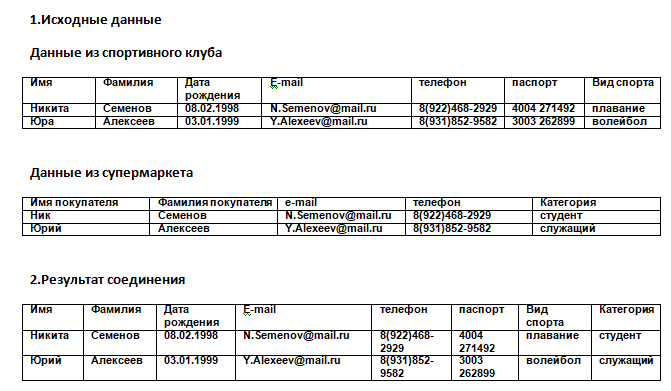 1.Исходные данные
Данные из спортивного клуба
Имя Фамилия Дата рождения E-mail телефон паспорт Вид спорта
Никита Семенов 08.02.1998 N.Semenov@mail.ru 8(922)468-2929 4004 271492 плавание
Юра Алексеев 03.01.1999 Y.Alexeev@mail.ru 8(931)852-9582 3003 262899 волейбол
Данные из супермаркета
Имя покупателя Фамилия покупателя e-mail телефон Категория
Ник Семенов N.Semenov@mail.ru 8(922)468-2929 студент
Юрий Алексеев Y.Alexeev@mail.ru 8(931)852-9582 служащий
2.Результат соединения
Имя Фамилия Дата рождения E-mail телефон паспорт Вид спорта Категория
Никита Семенов 08.02.1998 N.Semenov@mail.ru 8(922)468-2929 4004 271492 плавание студент
Юрий Алексеев 03.01.1999 Y.Alexeev@mail.ru 8(931)852-9582 3003 262899 волейбол служащий